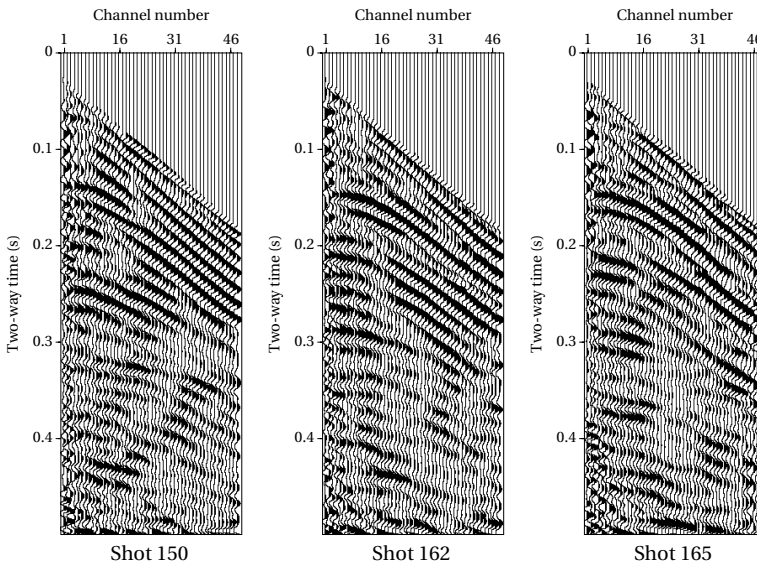 Channel number Channel number Channel number
1 16 31 46 1 16 31 46 1 16 31 46
0 0 0
0.1 0.1 0.1
0.2 0.2 0.2
0.3 0.3 0.3
0.4 0.4 0.4
Two-way time (s) Two-way time (s) Two-way time (s)
Shot 150 Shot 162 Shot 165